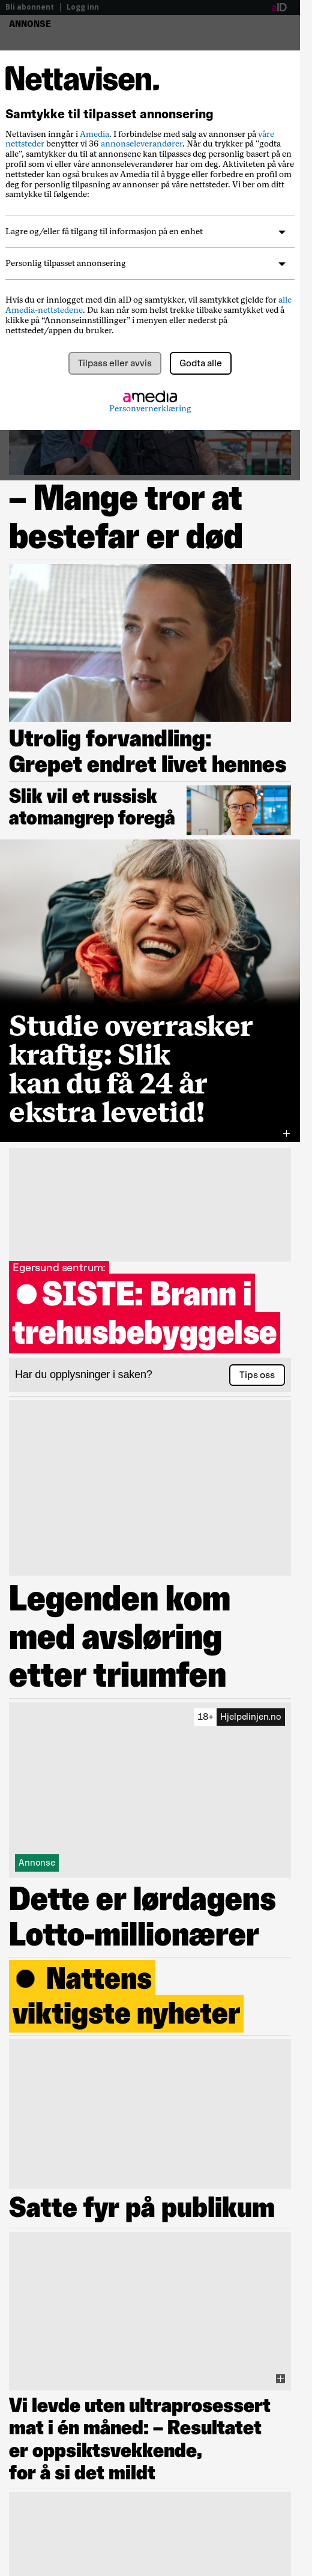 Bli abonnent | Logg inn
aID
ANNONSE
Nettavisen.
Samtykke til tilpasset annonsering
Nettavisen inngår i Amedia. I forbindelse med salg av annonser på våre
nettsteder benytter vi 36 annonseleverandører. Når du trykker på "godta
alle", samtykker du til at annonsene kan tilpasses deg personlig basert på en
profil som vi eller våre annonseleverandører har om deg. Aktiviteten på våre
nettsteder kan også brukes av Amedia til å bygge eller forbedre en profil om
deg for personlig tilpasning av annonser på våre nettsteder. Vi ber om ditt
samtykke til følgende:
Lagre og/eller få tilgang til informasjon på en enhet
Personlig tilpasset annonsering
Hvis du er innlogget med din aID og samtykker, vil samtykket gjelde for alle
Amedia-nettstedene. Du kan når som helst trekke tilbake samtykket ved å
klikke på “Annonseinnstillinger” i menyen eller nederst på
nettstedet/appen du bruker.
Tilpass eller avvis
Godta alle
amedia
Personvernerklæring
– Mange tror at
bestefar er død
Utrolig forvandling:
Grepet endret livet hennes
Slik vil et russisk
atomangrep foregå
Studie overrasker
kraftig: Slik
kan du få 24 år
ekstra levetid!
Egersund sentrum:
SISTE: Brann i
trehusbebyggelse
Har du opplysninger i saken?
Tips oss
Legenden kom
med avsløring
etter triumfen
18+ Hjelpelinjen.no
Annonse
Dette er lørdagens
Lotto-millionærer
Nattens
viktigste nyheter
Satte fyr på publikum
Vi levde uten ultraprosessert
mat i én måned: – Resultatet
er oppsiktsvekkende,
for å si det mildt